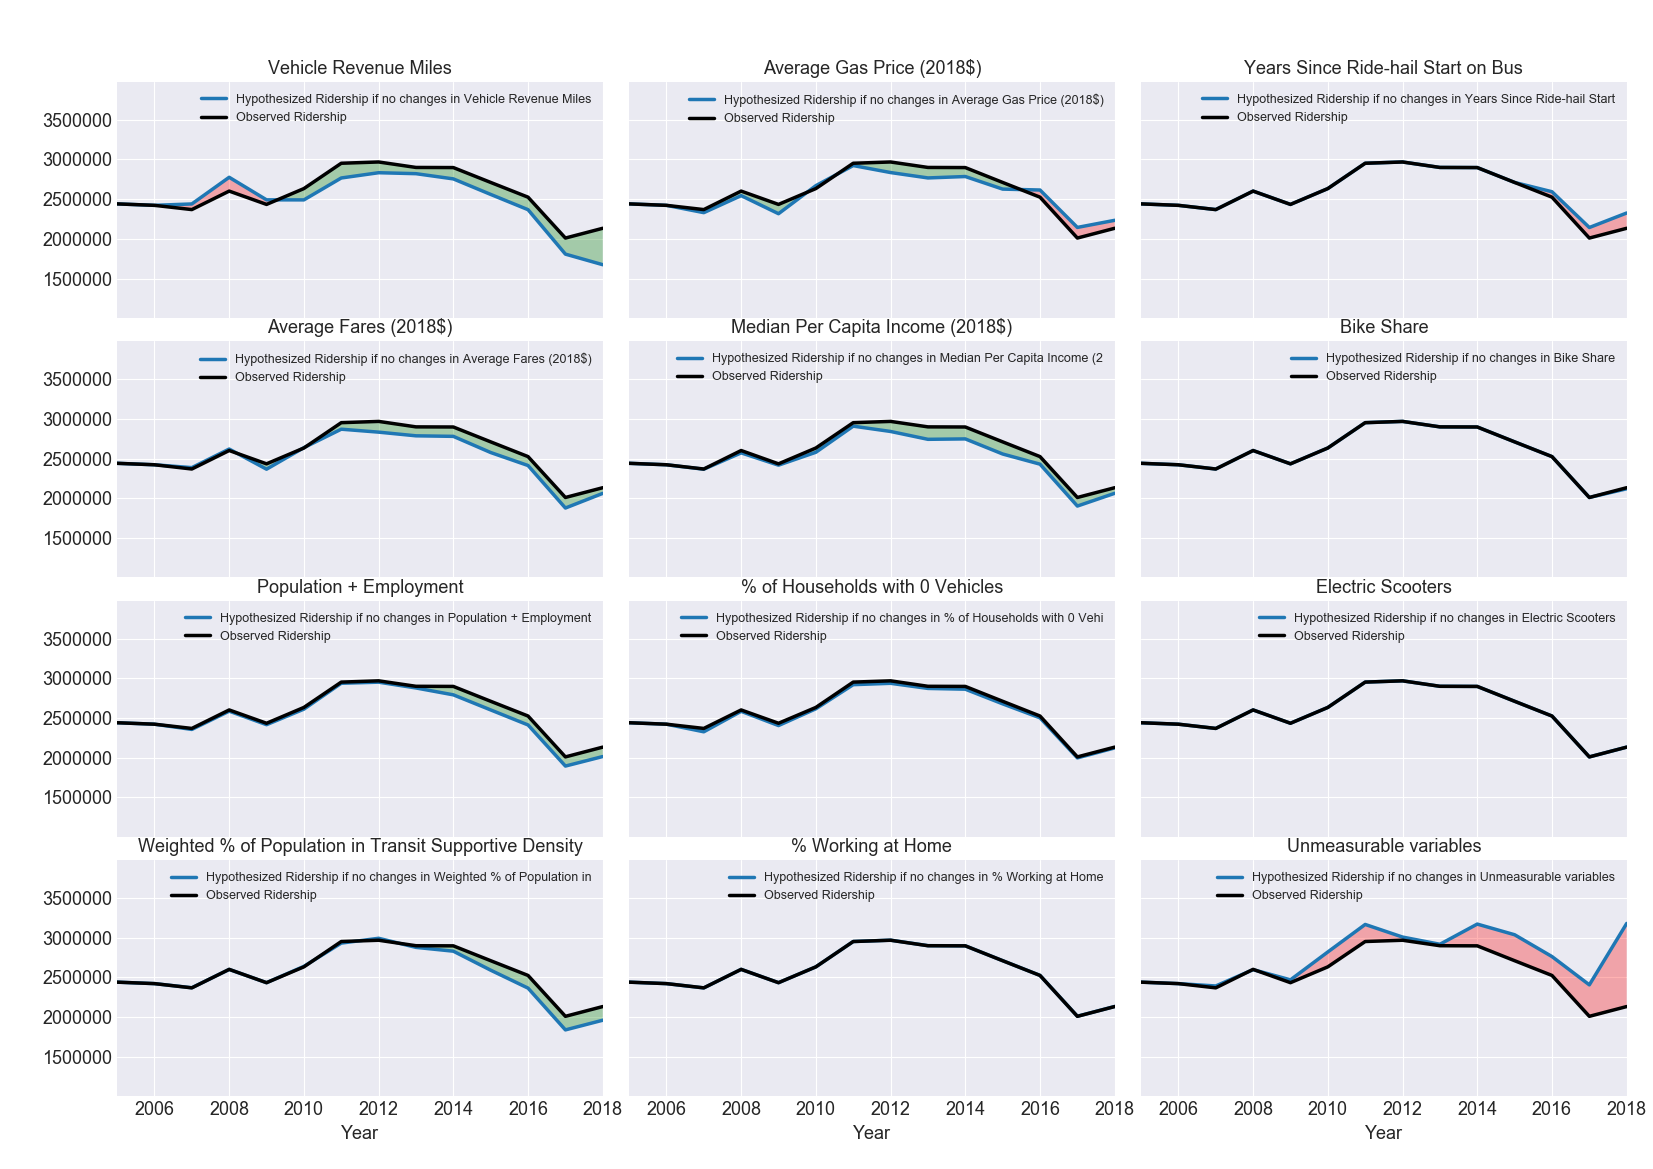 Vehicle Revenue Miles
Hypothesized Ridership if no changes in Vehicle Revenue Miles
Observed Ridership
3500000
3000000
2500000
2000000
1500000
Average Gas Price (2018$)
Hypothesized Ridership if no changes in Average Gas Price (2018$)
Observed Ridership
Years Since Ride-hail Start on Bus
Hypothesized Ridership if no changes in Years Since Ride-hail Start
Observed Ridership
Average Fares (2018$)
Hypothesized Ridership if no changes in Average Fares (2018$)
Observed Ridership
3500000
3000000
2500000
2000000
1500000
Median Per Capita Income (2018$)
Hypothesized Ridership if no changes in Median Per Capita Income (2
Observed Ridership
Bike Share
Hypothesized Ridership if no changes in Bike Share
Observed Ridership
Population + Employment
Hypothesized Ridership if no changes in Population + Employment
Observed Ridership
3500000
3000000
2500000
2000000
1500000
% of Households with 0 Vehicles
Hypothesized Ridership if no changes in % of Households with 0 Vehi
Observed Ridership
Electric Scooters
Hypothesized Ridership if no changes in Electric Scooters
Observed Ridership
Weighted % of Population in Transit Supportive Density
Hypothesized Ridership if no changes in Weighted % of Population in
Observed Ridership
3500000
3000000
2500000
2000000
1500000
2006 2008 2010 2012 2014 2016 2018
Year
% Working at Home
Hypothesized Ridership if no changes in % Working at Home
Observed Ridership
2006 2008 2010 2012 2014 2016 2018
Year
Unmeasurable variables
Hypothesized Ridership if no changes in Unmeasurable variables
Observed Ridership
2006 2008 2010 2012 2014 2016 2018
Year